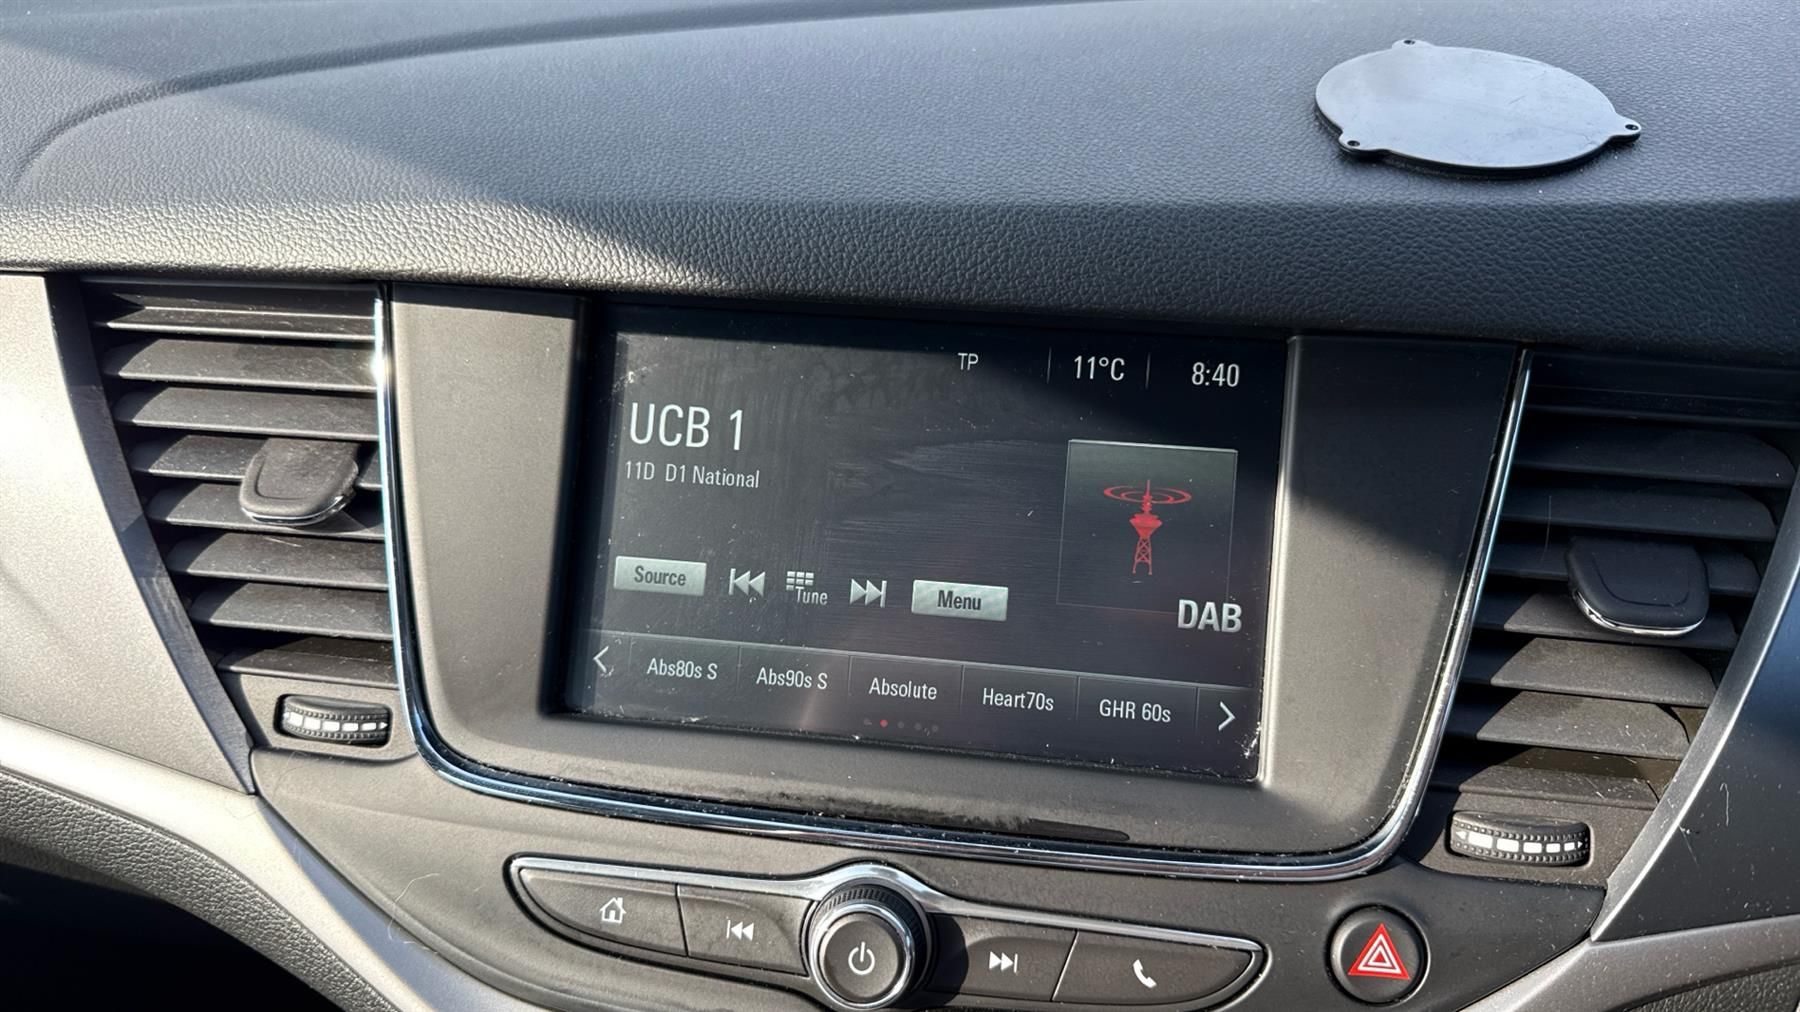 TP 11°C 8:40
UCB 1
11D D1 National
Source Tune Menu
DAB
Abs80s S Abs90s S Absolute Heart70s GHR 60s